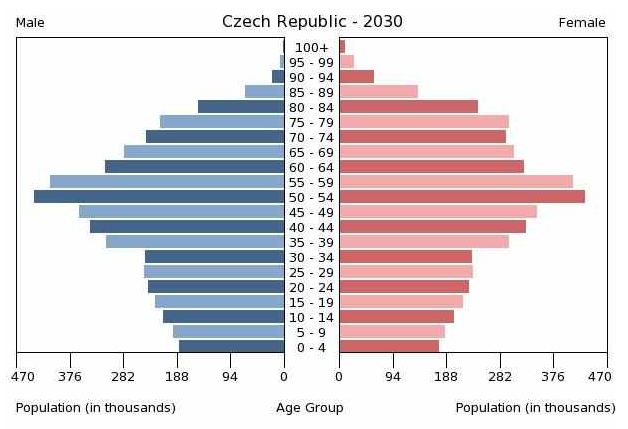 Czech Republic - 2030
Male
Female
100+
95 - 99
90 - 94
85 - 89
80 - 84
75 - 79
70 - 74
65 - 69
60 - 64
55 - 59
50 - 54
45 - 49
40 - 44
35 - 39
30 - 34
25 - 29
20 - 24
15 - 19
10 - 14
5 - 9
0 - 4
470 376 282 188 94 0 0 94 188 282 376 470
Population (in thousands) Age Group Population (in thousands)